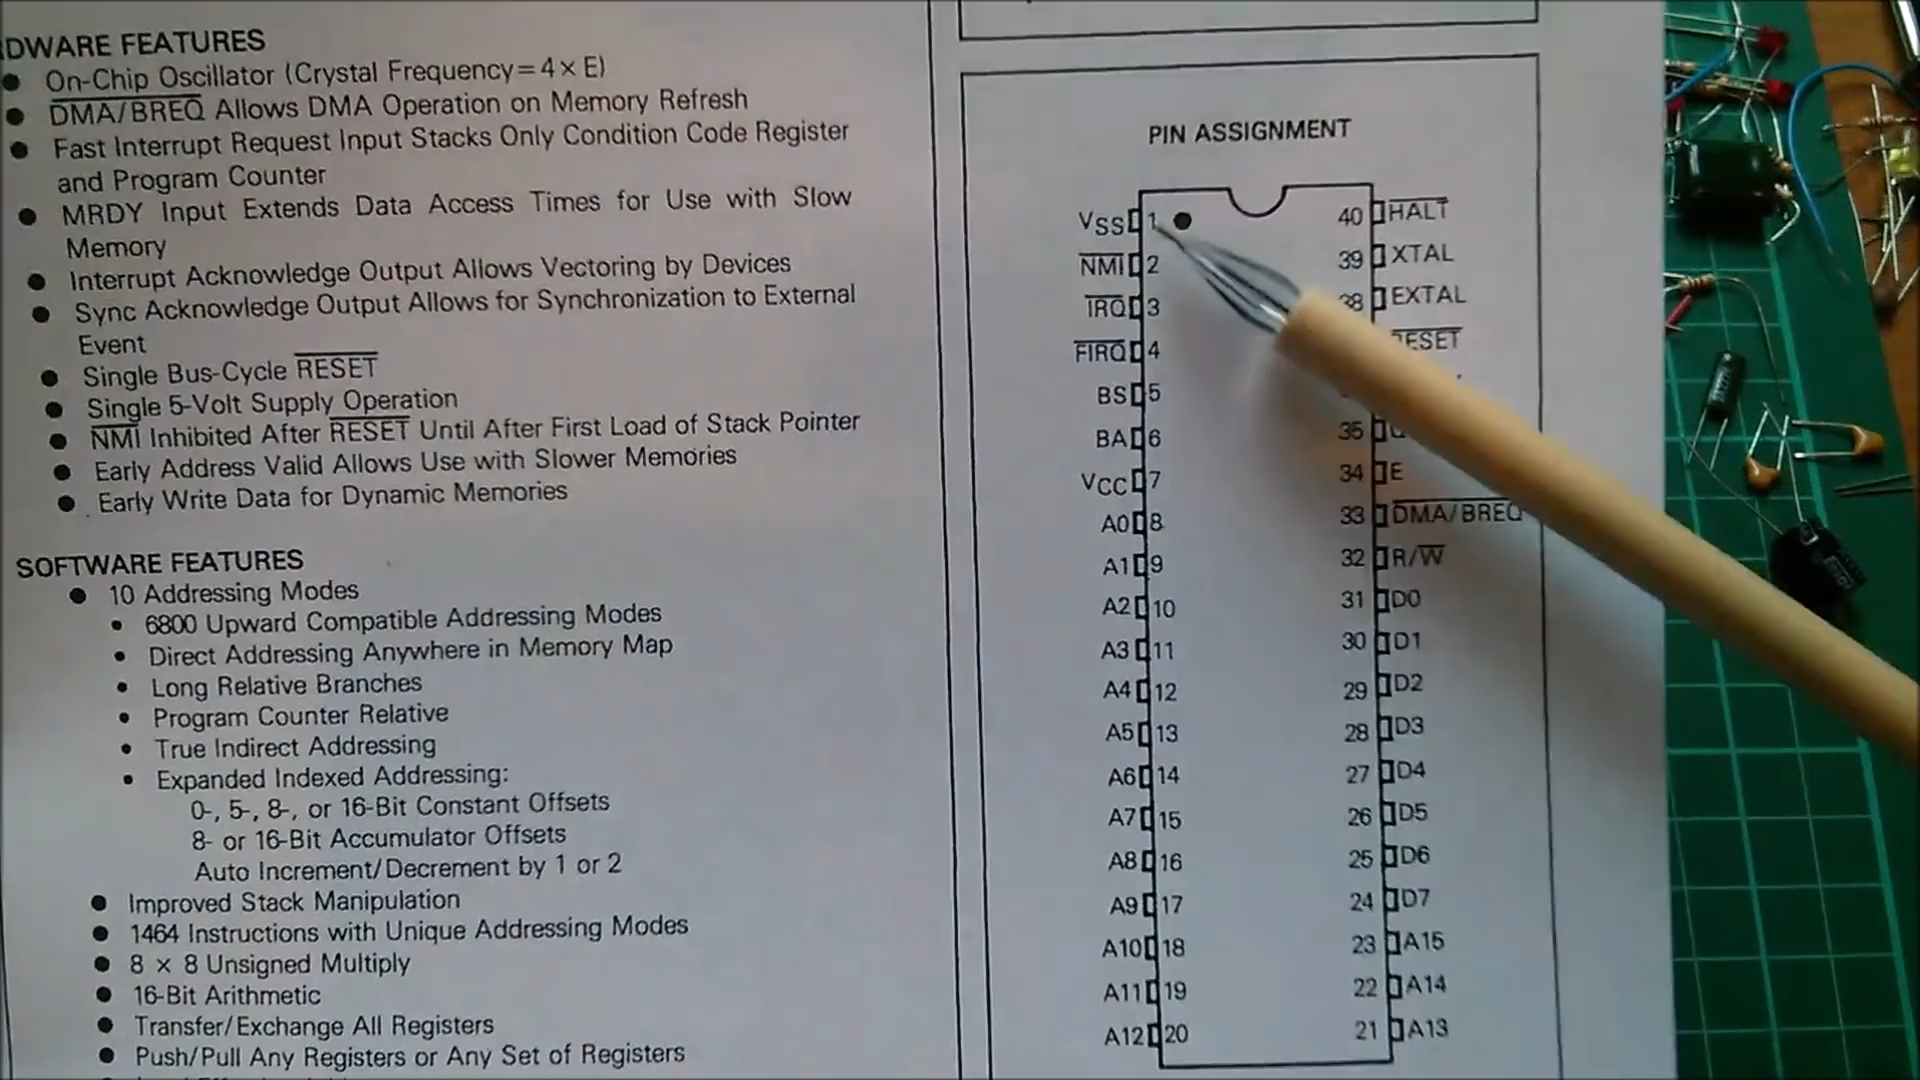 DWARE FEATURES
• On-Chip Oscillator (Crystal Frequency=4 × E)
• DMA/BREQ Allows DMA Operation on Memory Refresh
• Fast Interrupt Request Input Stacks Only Condition Code Register
and Program Counter
• MRDY Input Extends Data Access Times for Use with Slow
Memory
• Interrupt Acknowledge Output Allows Vectoring by Devices
• Sync Acknowledge Output Allows for Synchronization to External
Event
• Single Bus-Cycle RESET
• Single 5-Volt Supply Operation
• NMI Inhibited After RESET Until After First Load of Stack Pointer
• Early Address Valid Allows Use with Slower Memories
• Early Write Data for Dynamic Memories
SOFTWARE FEATURES
• 10 Addressing Modes
• 6800 Upward Compatible Addressing Modes
• Direct Addressing Anywhere in Memory Map
• Long Relative Branches
• Program Counter Relative
• True Indirect Addressing
• Expanded Indexed Addressing:
0-, 5-, 8-, or 16-Bit Constant Offsets
8- or 16-Bit Accumulator Offsets
Auto Increment/Decrement by 1 or 2
• Improved Stack Manipulation
• 1464 Instructions with Unique Addressing Modes
• 8 × 8 Unsigned Multiply
• 16-Bit Arithmetic
• Transfer/Exchange All Registers
• Push/Pull Any Registers or Any Set of Registers
PIN ASSIGNMENT
VSS 1 40 HALT
NMI 2 39 XTAL
IRQ 3 38 EXTAL
FIRQ 4 RESET
BS 5
BA 6 35
VCC 7 34 E
A0 8 33 DMA/BREQ
A1 9 32 R/W
A2 10 31 D0
A3 11 30 D1
A4 12 29 D2
A5 13 28 D3
A6 14 27 D4
A7 15 26 D5
A8 16 25 D6
A9 17 24 D7
A10 18 23 A15
A11 19 22 A14
A12 20 21 A13